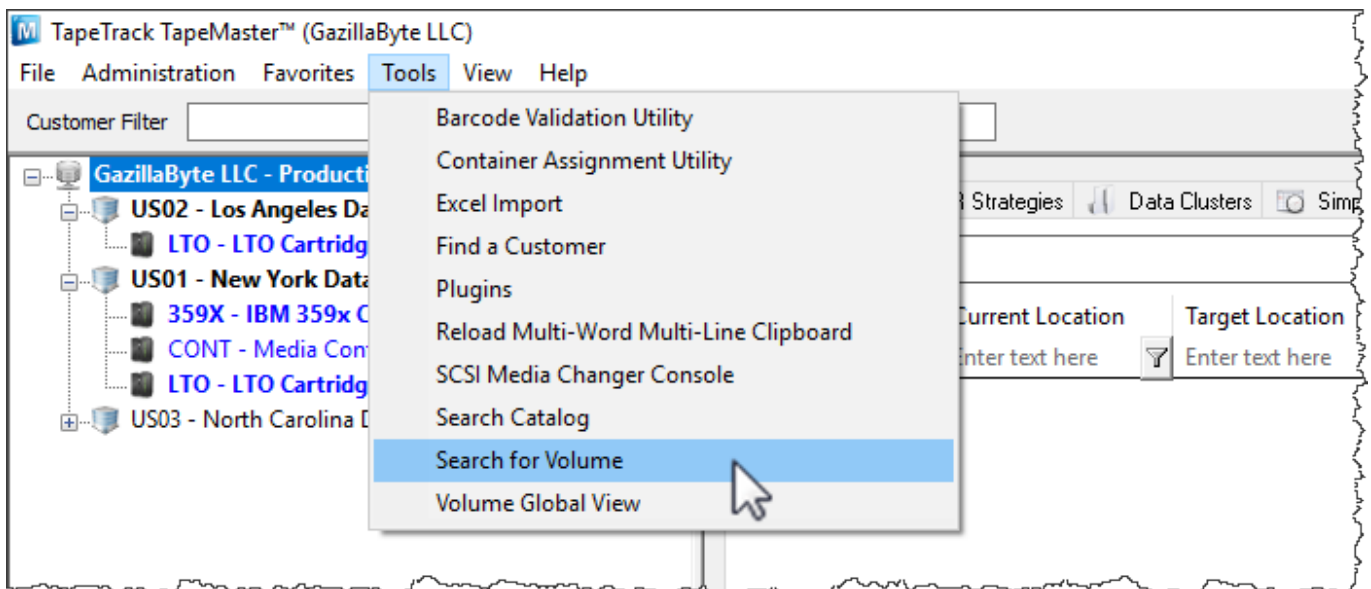 TapeTrack TapeMaster™ (GazillaByte LLC)
File Administration Favorites Tools View Help
Customer Filter
Barcode Validation Utility
Container Assignment Utility
Excel Import
Find a Customer
Plugins
Reload Multi-Word Multi-Line Clipboard
SCSI Media Changer Console
Search Catalog
Search for Volume
Volume Global View
GazillaByte LLC - Producti
US02 - Los Angeles Da
LTO - LTO Cartridg
US01 - New York Data
359X - IBM 359x C
CONT - Media Con
LTO - LTO Cartridg
US03 - North Carolina D
Strategies Data Clusters Simp
Current Location Target Location
Enter text here Enter text here